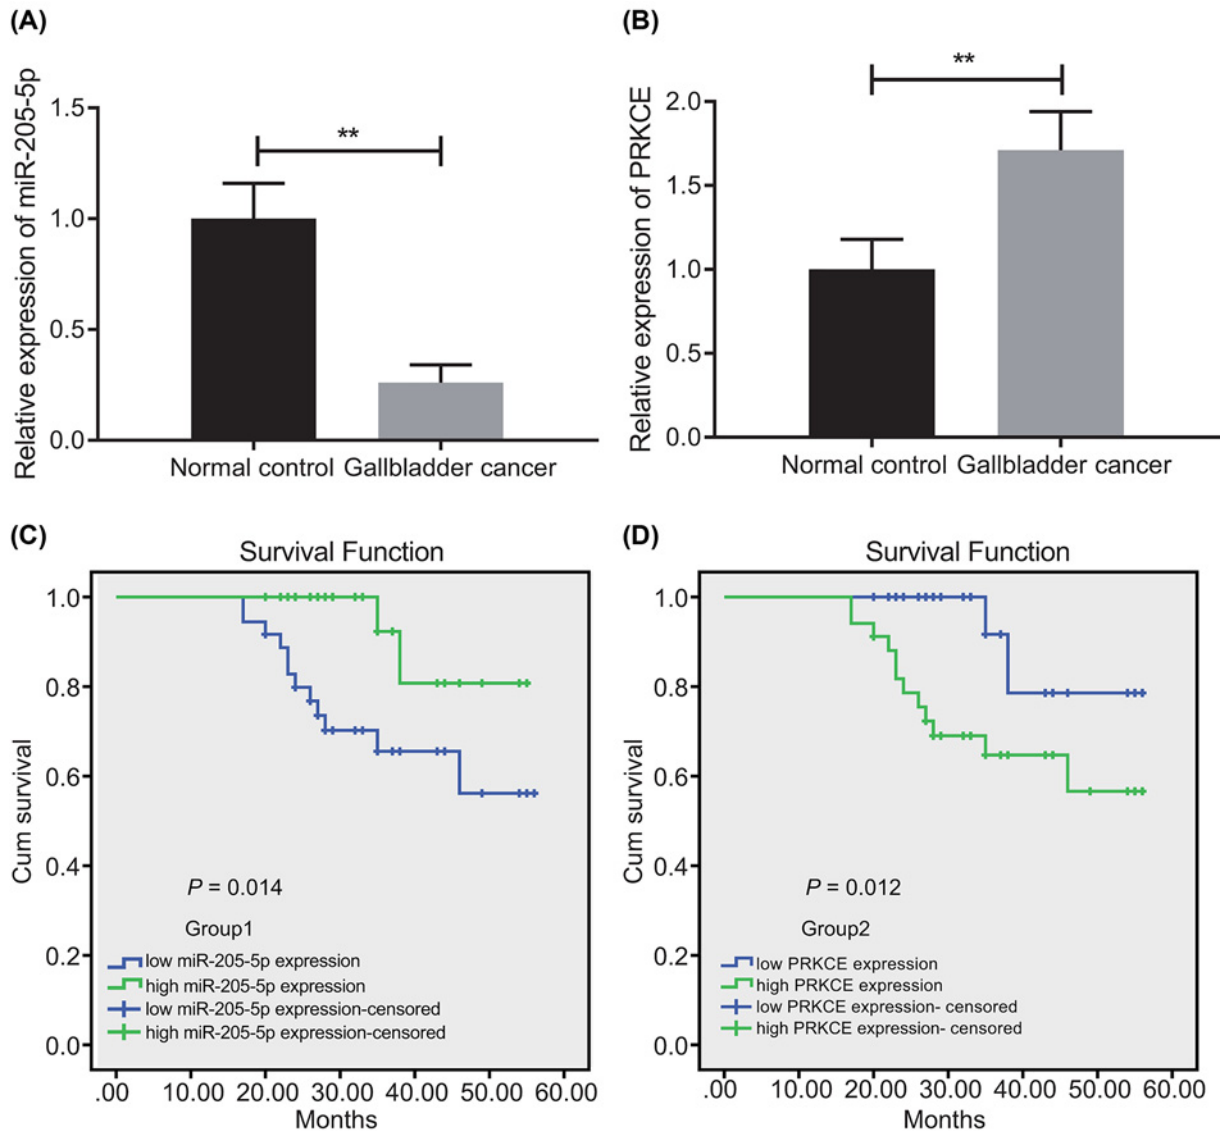 (A)
Relative expression of miR-205-5p
1.5
1.0
0.5
0.0
**
Normal control Gallbladder cancer
(B)
Relative expression of PRKCE
2.0
1.5
1.0
0.5
0.0
**
Normal control Gallbladder cancer
(C)
Survival Function
Cum survival
1.0
0.8
0.6
0.4
0.2
0.0
P = 0.014
Group1
low miR-205-5p expression
high miR-205-5p expression
low miR-205-5p expression-censored
high miR-205-5p expression-censored
.00 10.00 20.00 30.00 40.00 50.00 60.00
Months
(D)
Survival Function
Cum survival
1.0
0.8
0.6
0.4
0.2
0.0
P = 0.012
Group2
low PRKCE expression
high PRKCE expression
low PRKCE expression- censored
high PRKCE expression- censored
.00 10.00 20.00 30.00 40.00 50.00 60.00
Months